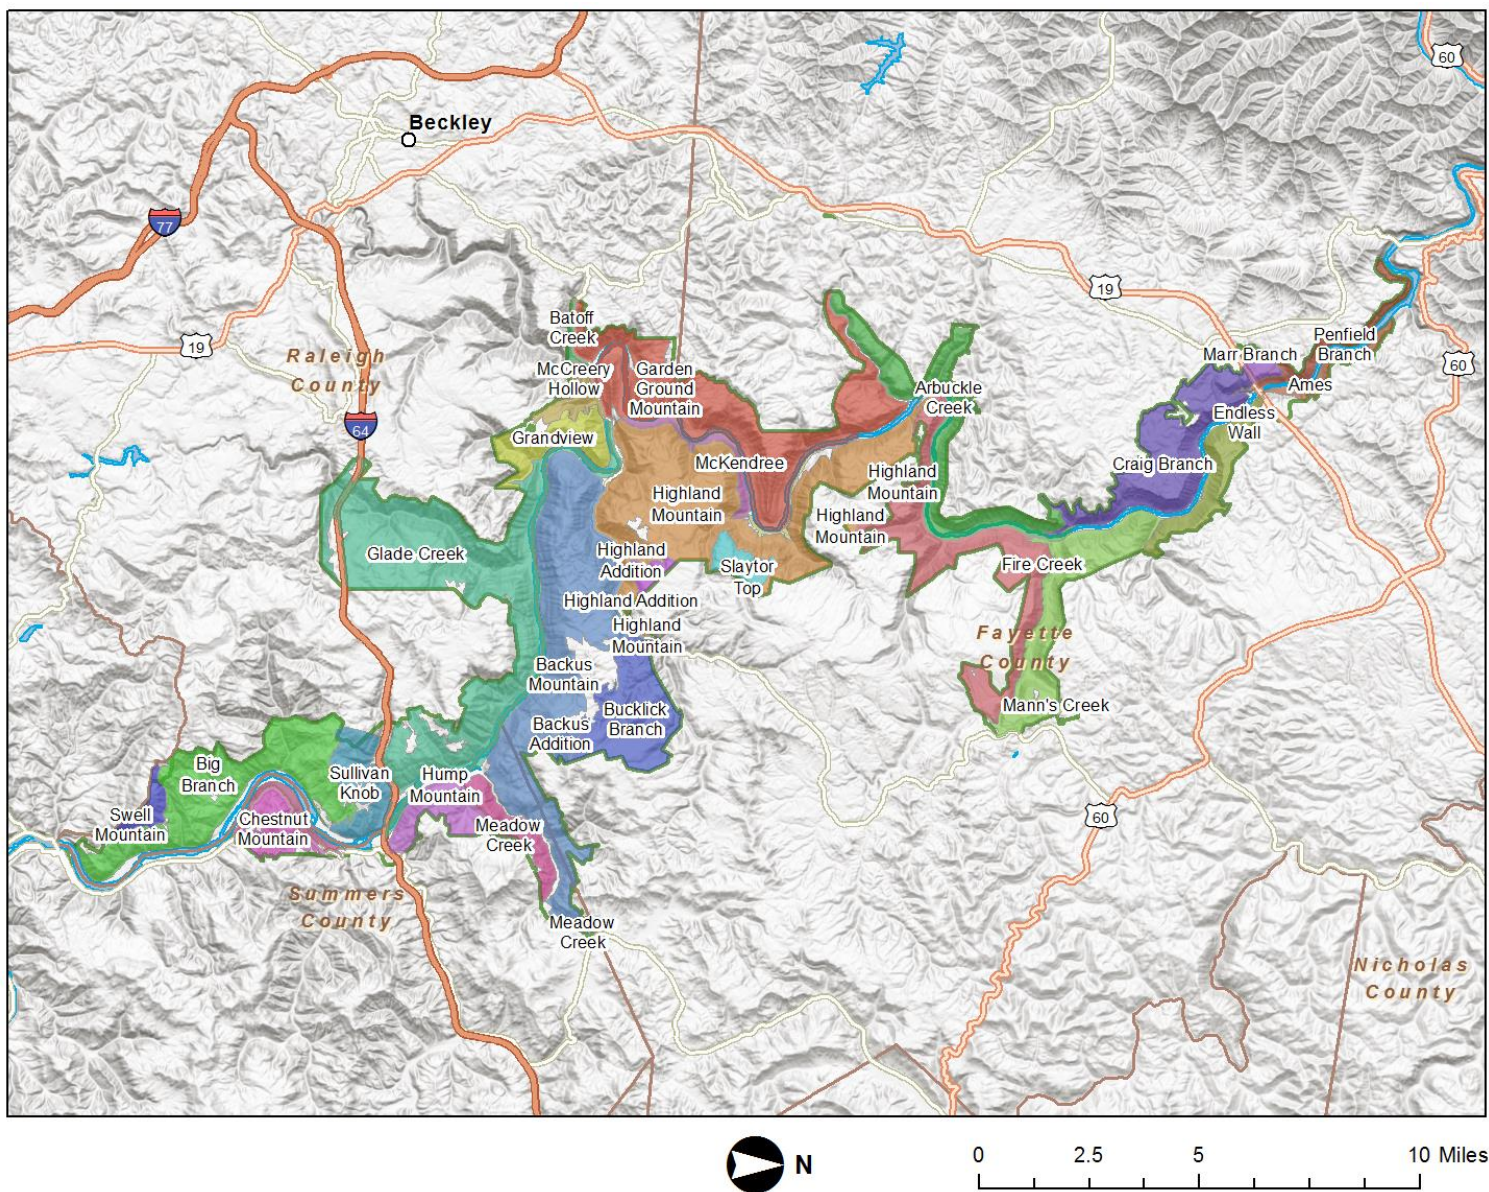 60
Beckley
77
19
19
Raleigh
County
Batoff
Creek
McCreery
Hollow
Garden
Ground
Mountain
Penfield
Branch
Marr Branch
Ames
60
Arbuckle
Creek
Endless
Wall
64
Grandview
McKendree
Craig Branch
Highland
Mountain
Highland
Mountain
Highland
Mountain
Glade Creek
Highland
Addition
Slaytor
Top
Fire Creek
Highland Addition
Highland
Mountain
Fayette
County
Backus
Mountain
Bucklick
Branch
Mann's Creek
Backus
Addition
Big
Branch
Sullivan
Knob
Hump
Mountain
Swell
Mountain
Chestnut
Mountain
Meadow
Creek
60
Summers
County
Meadow
Creek
Nicholas
County
N
0 2.5 5 10 Miles